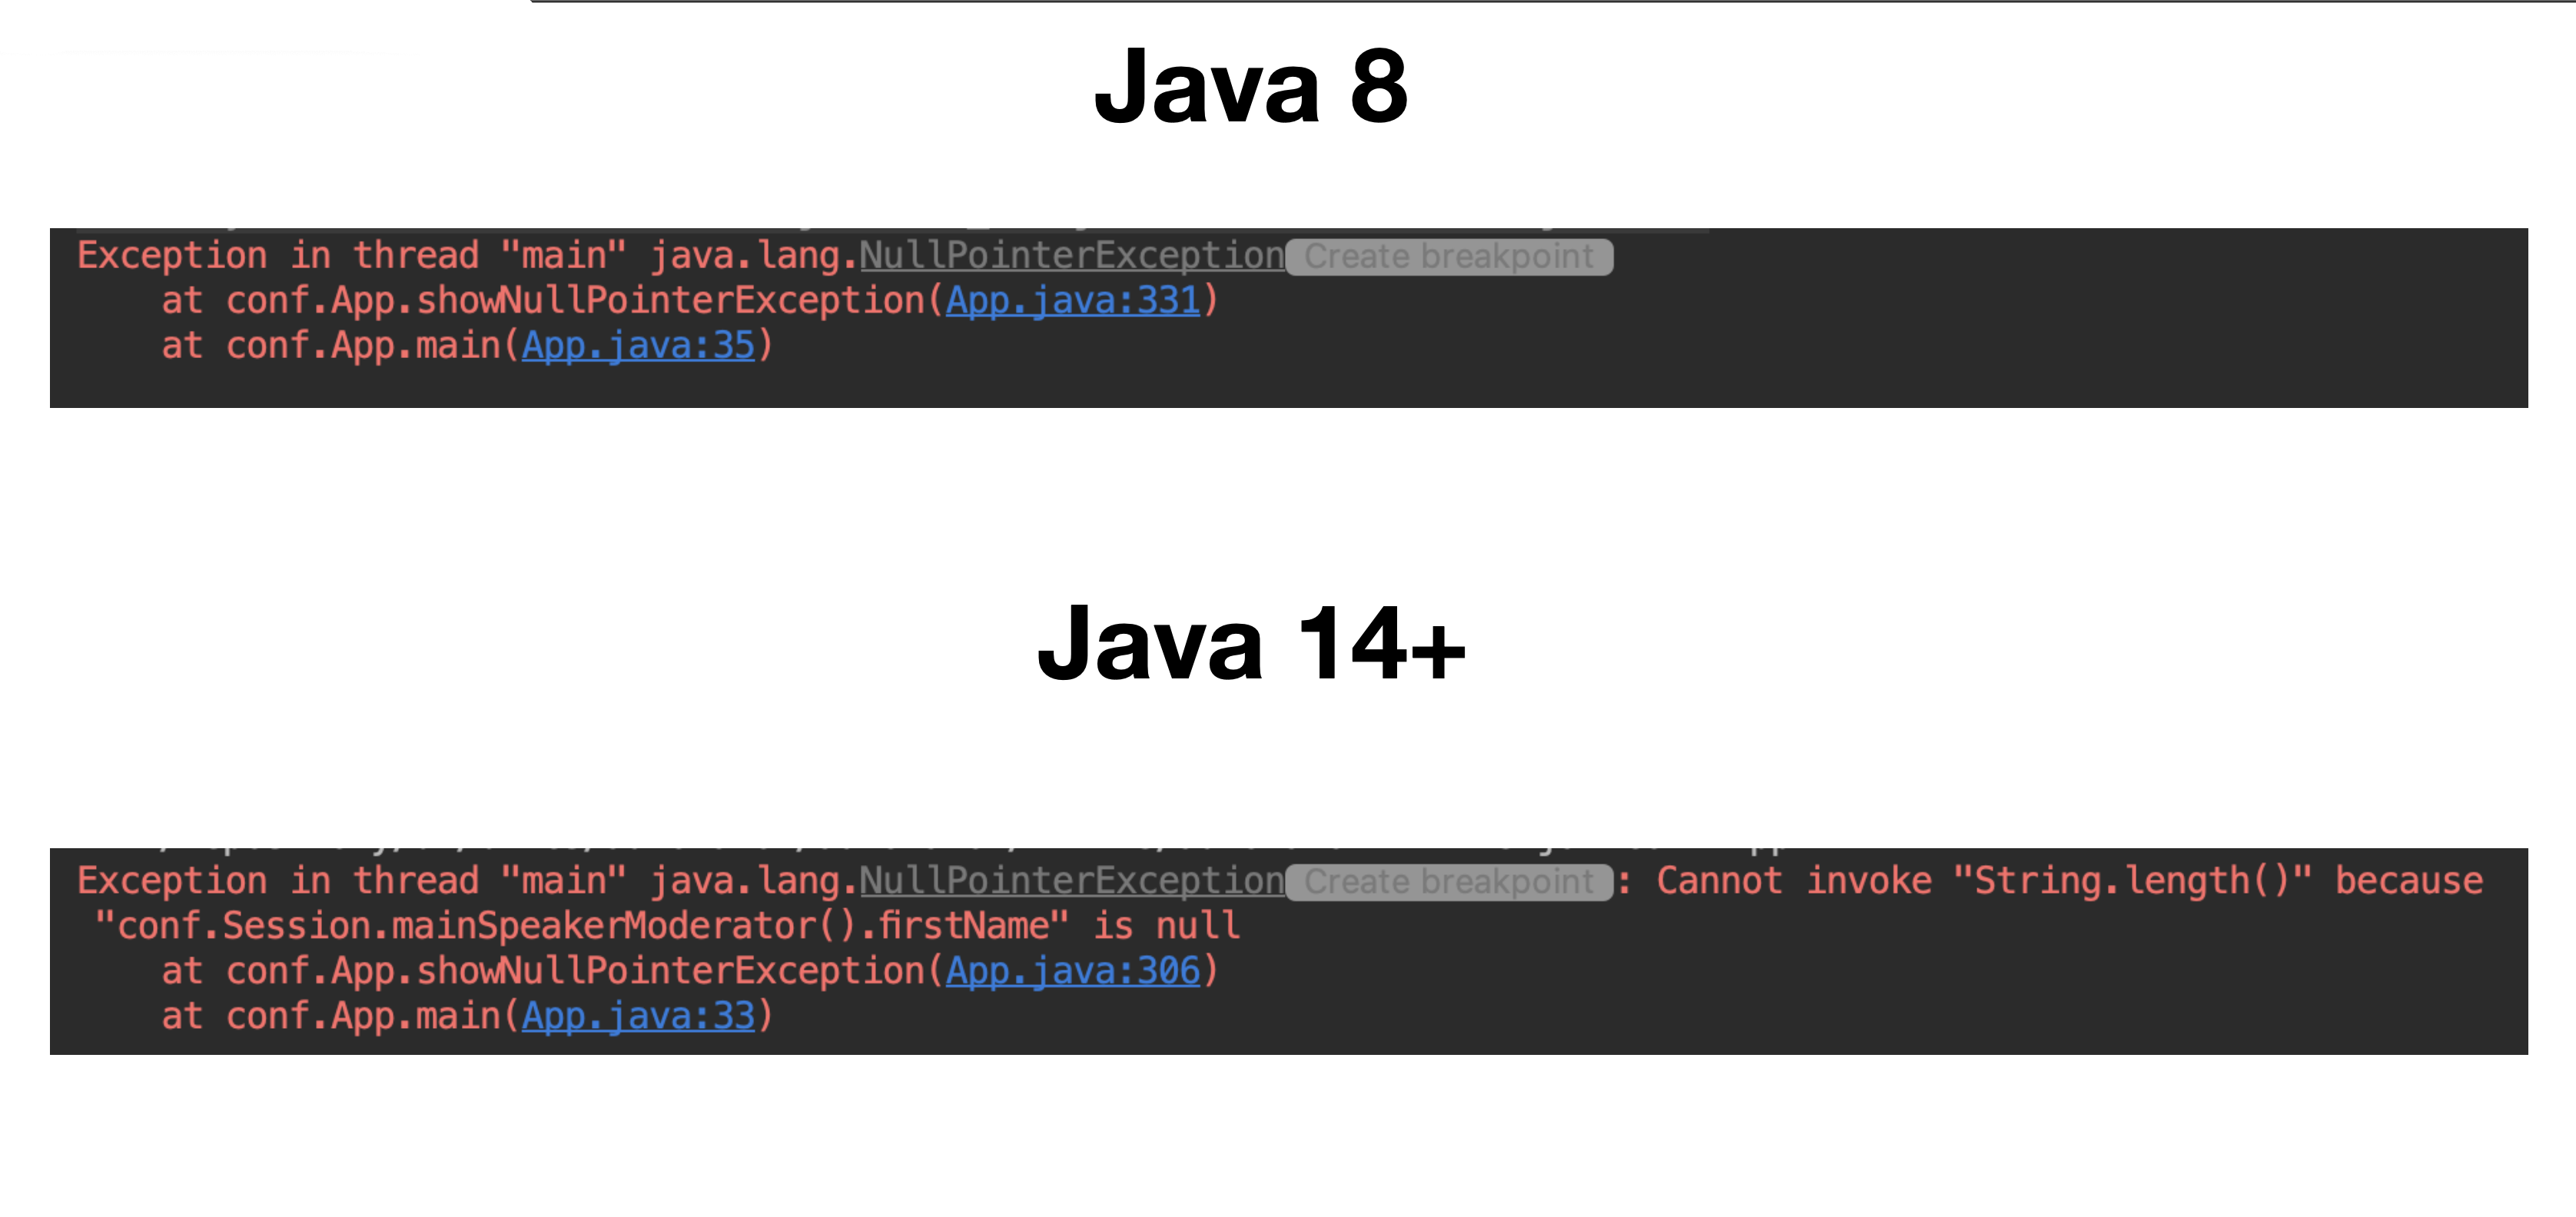 Java 8
Exception in thread "main" java.lang.NullPointerException Create breakpoint
at conf.App.showNullPointerException(App.java:331)
at conf.App.main(App.java:35)
Java 14+
Exception in thread "main" java.lang.NullPointerException Create breakpoint : Cannot invoke "String.length()" because
"conf.Session.mainSpeakerModerator().firstName" is null
at conf.App.showNullPointerException(App.java:306)
at conf.App.main(App.java:33)